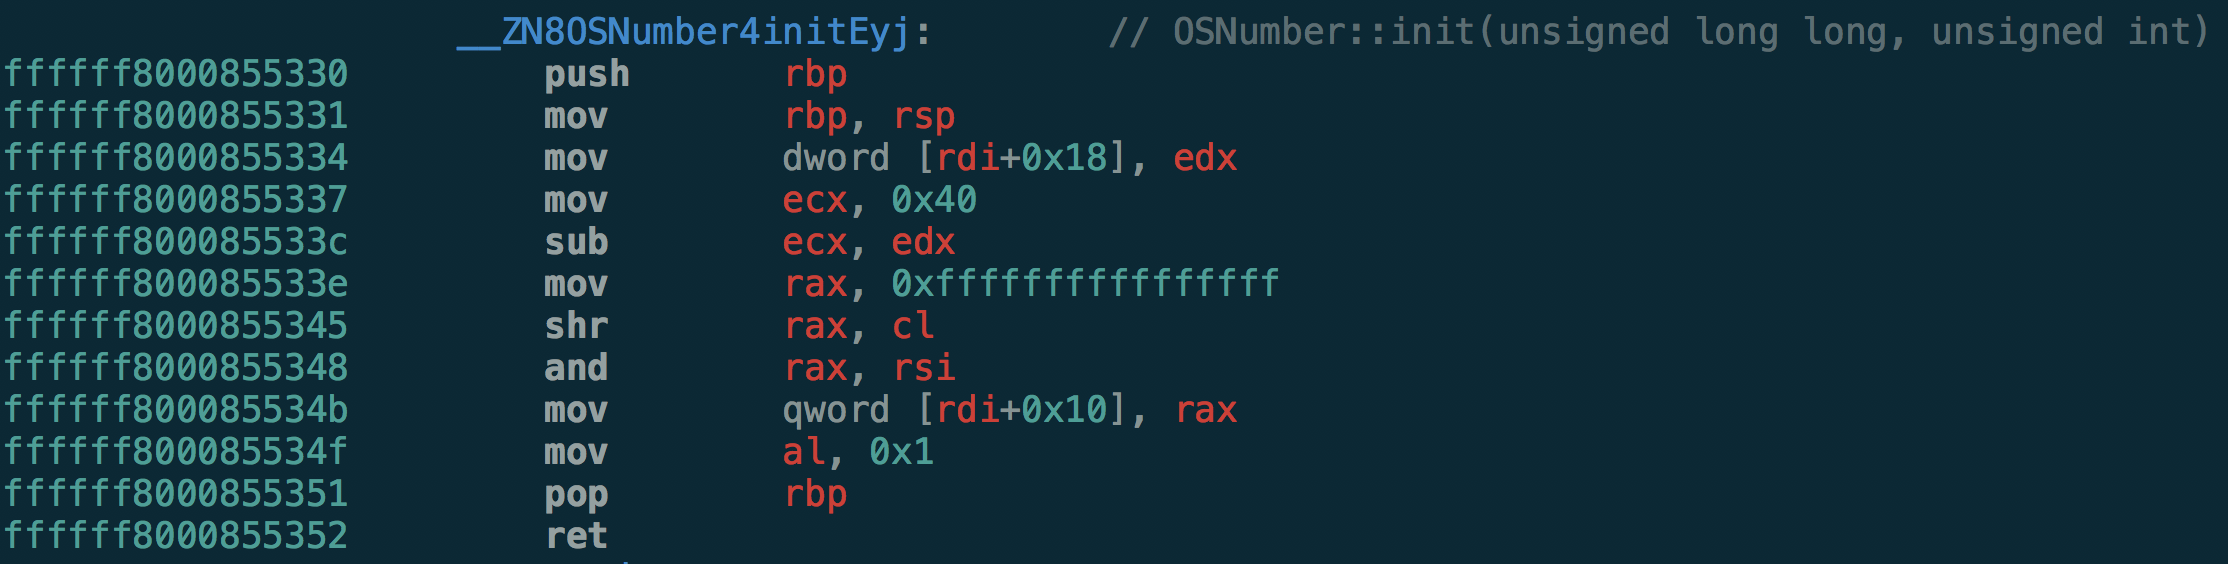 __ZN8OSNumber4initEyj: // OSNumber::init(unsigned long long, unsigned int)
ffffff8000855330 push rbp
ffffff8000855331 mov rbp, rsp
ffffff8000855334 mov dword [rdi+0x18], edx
ffffff8000855337 mov ecx, 0x40
ffffff800085533c sub ecx, edx
ffffff800085533e mov rax, 0xffffffffffffffff
ffffff8000855345 shr rax, cl
ffffff8000855348 and rax, rsi
ffffff800085534b mov qword [rdi+0x10], rax
ffffff800085534f mov al, 0x1
ffffff8000855351 pop rbp
ffffff8000855352 ret